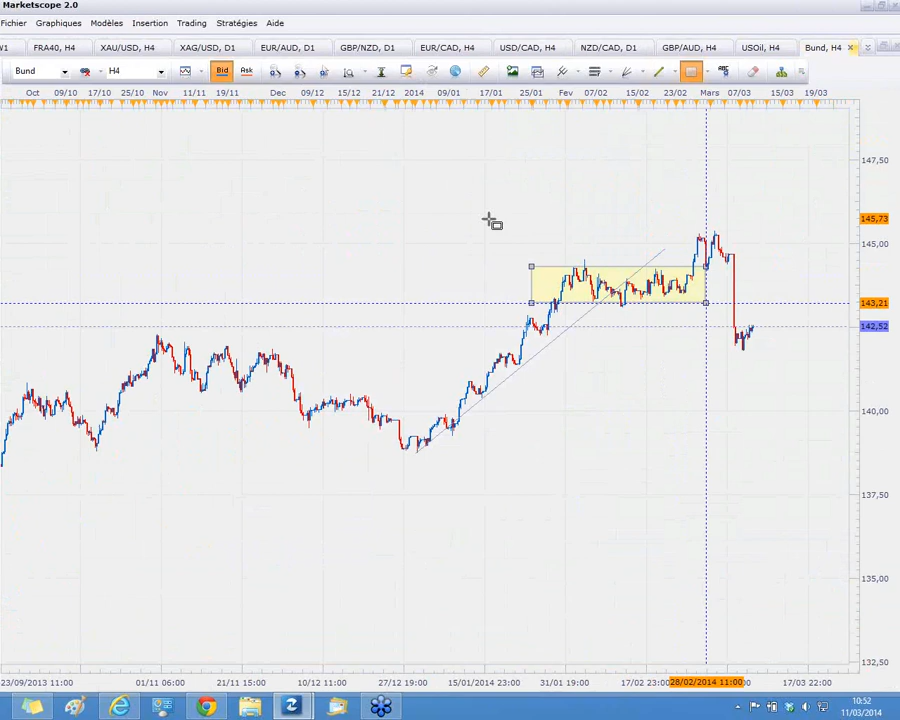 Marketscope 2.0
Fichier Graphiques Modèles Insertion Trading Stratégies Aide
W1 FRA40, H4 XAU/USD, H4 XAG/USD, D1 EUR/AUD, D1 GBP/NZD, D1 EUR/CAD, H4 USD/CAD, H4 NZD/CAD, D1 GBP/AUD, H4 USOil, H4 Bund, H4
Bund H4 Bid Ask ABC
Oct 09/10 17/10 25/10 Nov 11/11 19/11 Dec 09/12 15/12 21/12 2014 09/01 17/01 25/01 Fev 07/02 15/02 23/02 Mars 07/03 15/03 19/03
147,50
145,73
145,00
143,21
142,52
140,00
137,50
135,00
132,50
23/09/2013 11:00 01/11 06:00 21/11 15:00 10/12 11:00 27/12 19:00 15/01/2014 23:00 31/01 19:00 17/02 22:00 28/02/2014 11:00 17/03 22:00
10:52
11/03/2014